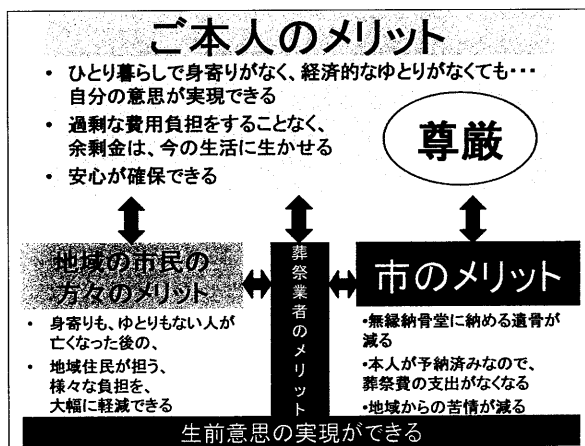 ご本人のメリット
• ひとり暮らしで身寄りがなく、経済的なゆとりがなくても・・・
自分の意思が実現できる
• 過剰な費用負担をすることなく、
余剰金は、今の生活に生かせる
• 安心が確保できる
尊厳
地域の市民の
方々のメリット
• 身寄りも、ゆとりもない人が
亡くなった後の、
• 地域住民が担う、
様々な負担を、
大幅に軽減できる
葬祭業者のメリット
市のメリット
•無縁納骨堂に納める遺骨が
減る
•本人が予納済みなので、
葬祭費の支出がなくなる
•地域からの苦情が減る
生前意思の実現ができる